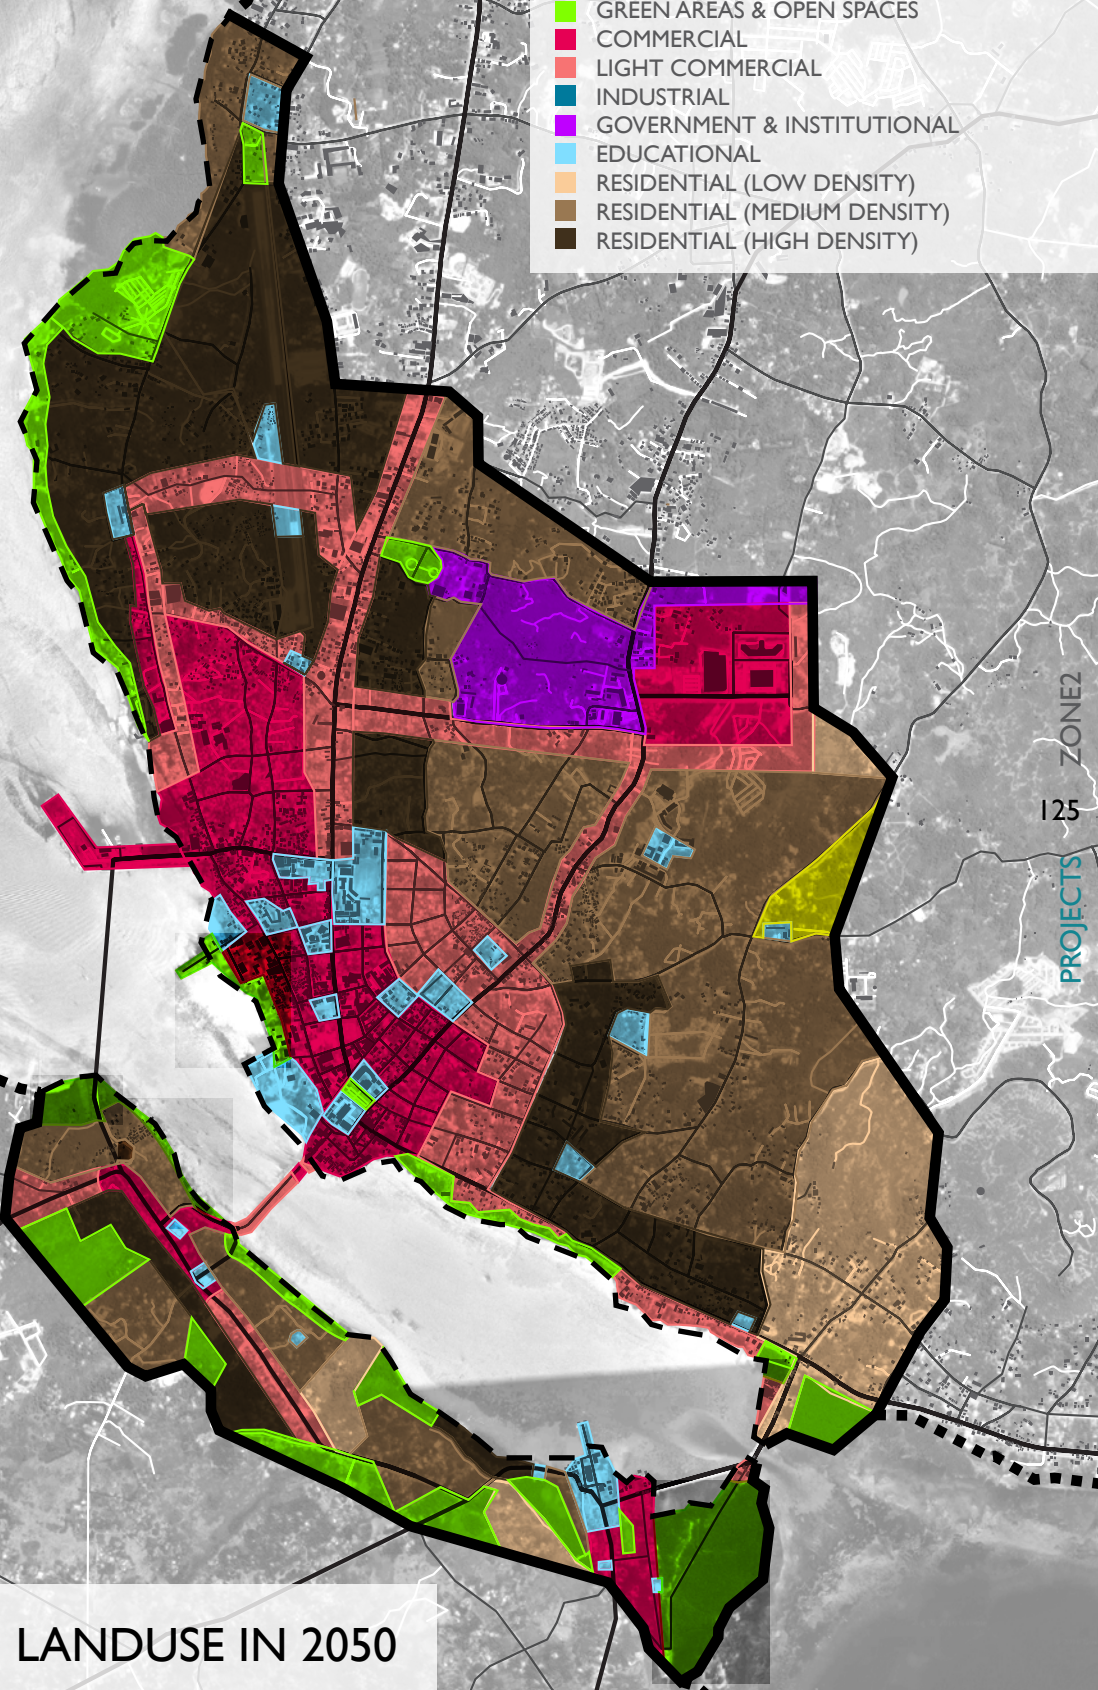 GREEN AREAS & OPEN SPACES
COMMERCIAL
LIGHT COMMERCIAL
INDUSTRIAL
GOVERNMENT & INSTITUTIONAL
EDUCATIONAL
RESIDENTIAL (LOW DENSITY)
RESIDENTIAL (MEDIUM DENSITY)
RESIDENTIAL (HIGH DENSITY)
ZONE2
125
PROJECTS
LANDUSE IN 2050